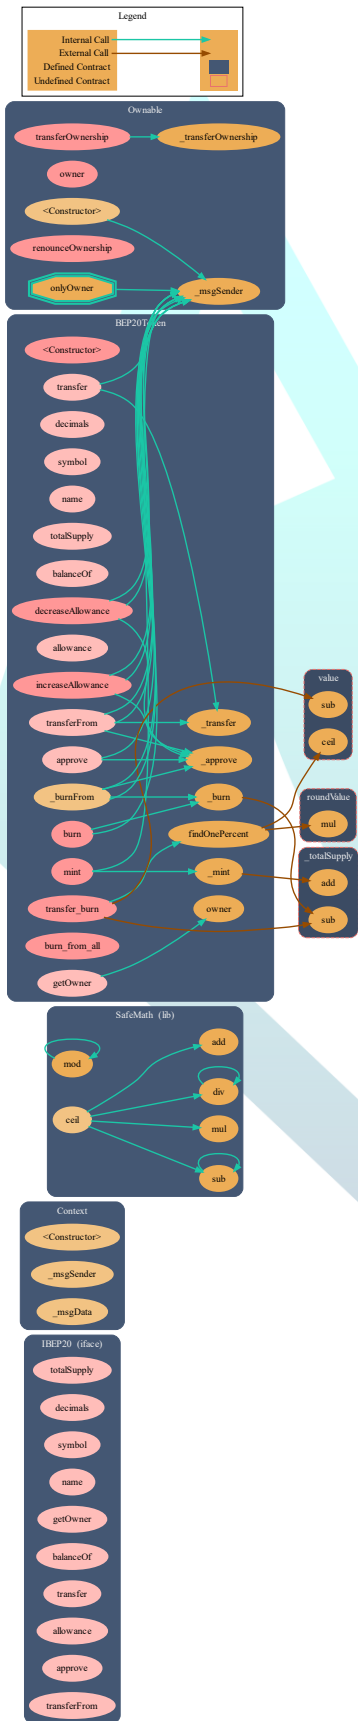 Legend
Internal Call
External Call
Defined Contract
Undefined Contract
Ownable
transferOwnership
_transferOwnership
owner
<Constructor>
renounceOwnership
onlyOwner
_msgSender
BEP20Token
<Constructor>
transfer
decimals
symbol
name
totalSupply
balanceOf
decreaseAllowance
allowance
increaseAllowance
transferFrom
_transfer
approve
_approve
_burnFrom
_burn
burn
findOnePercent
mint
_mint
transfer_burn
owner
burn_from_all
getOwner
value
sub
ceil
roundValue
mul
_totalSupply
add
sub
SafeMath (lib)
add
mod
div
ceil
mul
sub
Context
<Constructor>
_msgSender
_msgData
IBEP20 (iface)
totalSupply
decimals
symbol
name
getOwner
balanceOf
transfer
allowance
approve
transferFrom